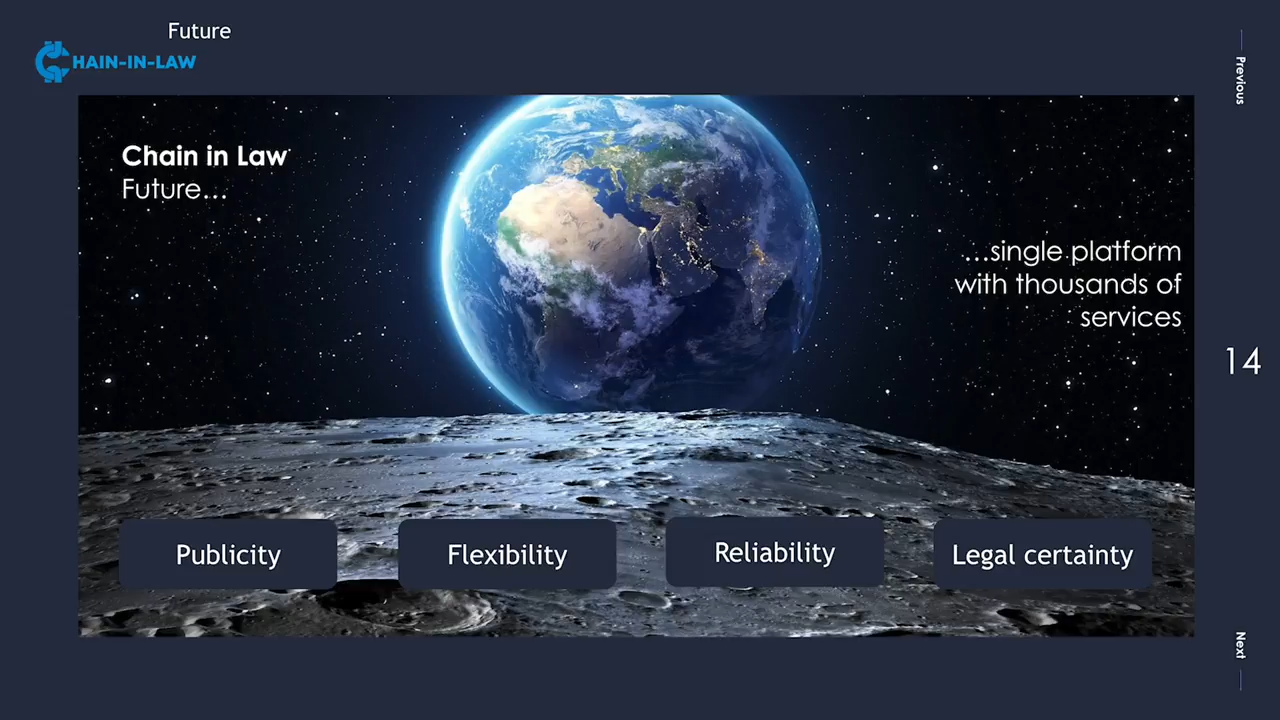 Future
CHAIN-IN-LAW
Previous
Chain in Law
Future...
...single platform
with thousands of
services
14
Publicity
Flexibility
Reliability
Legal certainty
Next